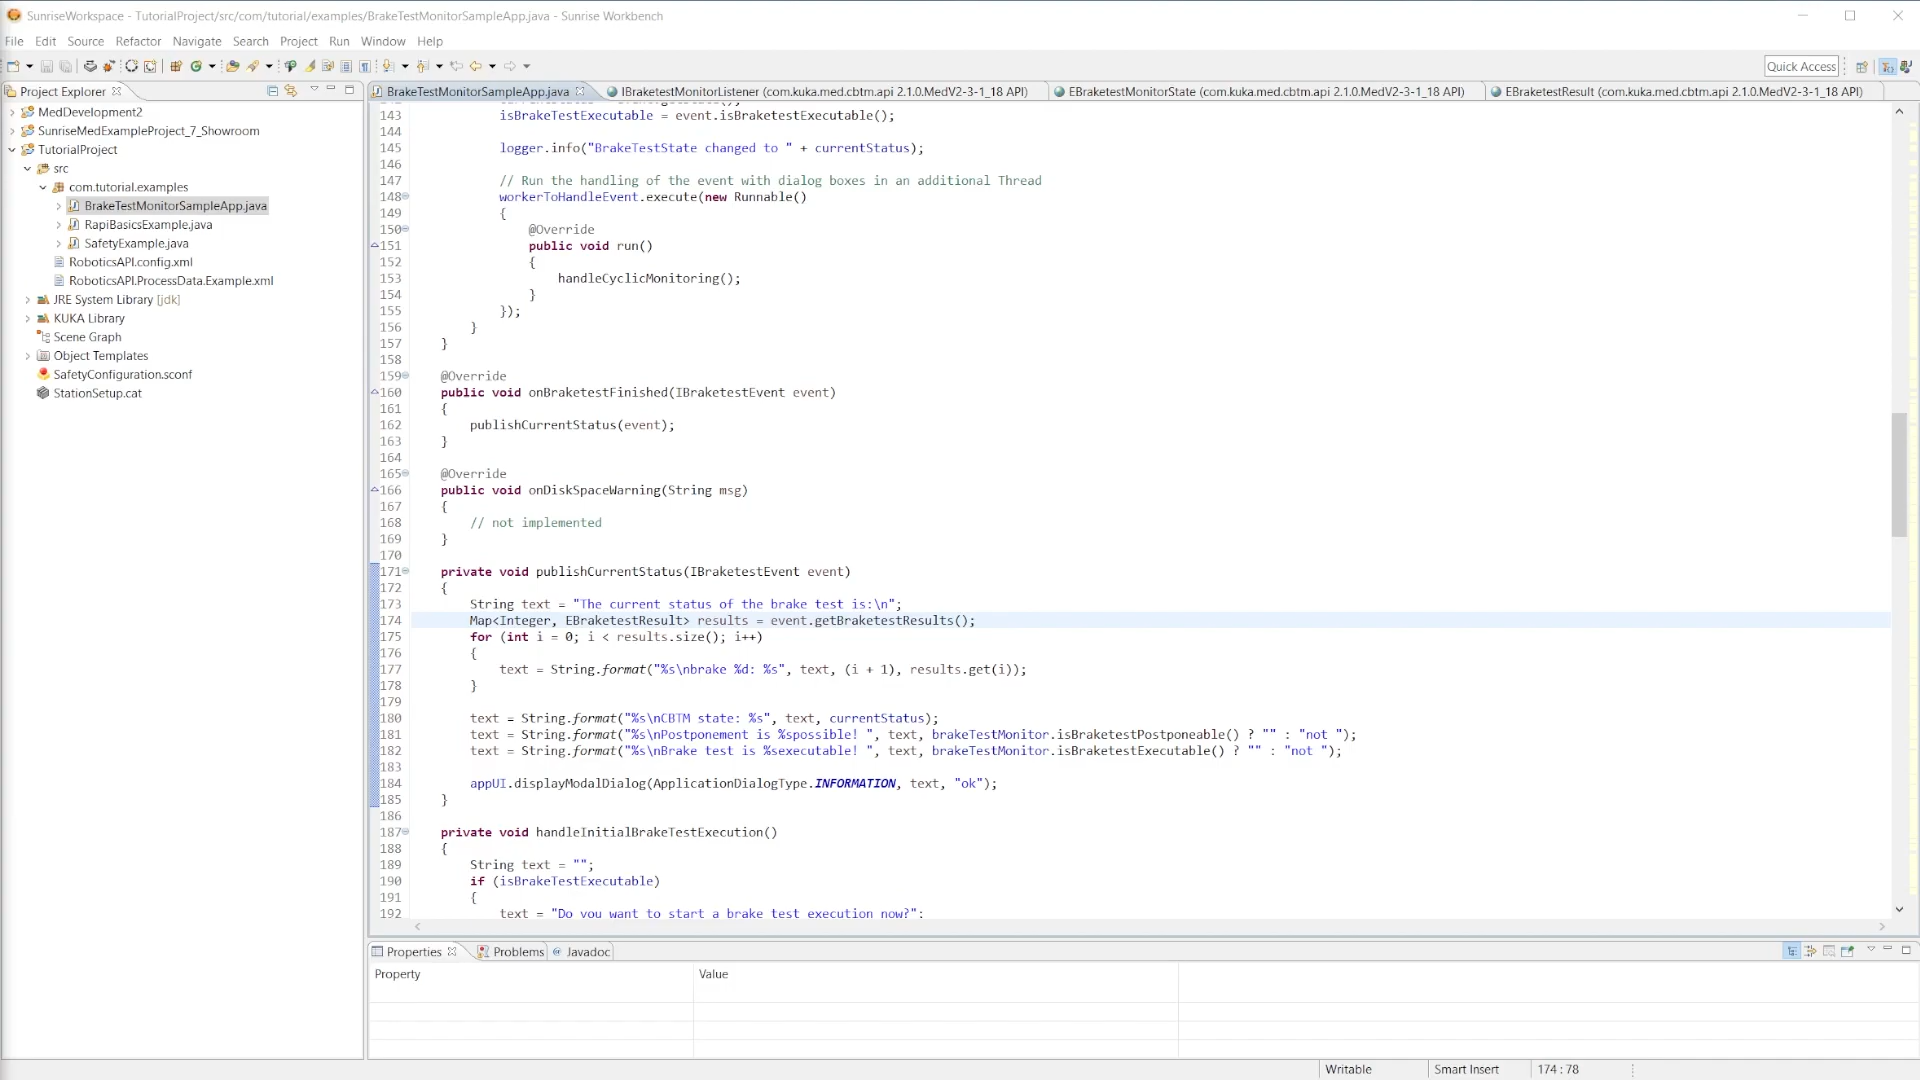 SunriseWorkspace - TutorialProject/src/com/tutorial/examples/BrakeTestMonitorSampleApp.java - Sunrise Workbench
File Edit Source Refactor Navigate Search Project Run Window Help
Quick Access
Project Explorer
MedDevelopment2
SunriseMedExampleProject_7_Showroom
TutorialProject
src
com.tutorial.examples
BrakeTestMonitorSampleApp.java
RapiBasicsExample.java
SafetyExample.java
RoboticsAPI.config.xml
RoboticsAPI.ProcessData.Example.xml
JRE System Library [jdk]
KUKA Library
Scene Graph
Object Templates
SafetyConfiguration.sconf
StationSetup.cat
BrakeTestMonitorSampleApp.java IBraketestMonitorListener (com.kuka.med.cbtm.api 2.1.0.MedV2-3-1_18 API) EBraketestMonitorState (com.kuka.med.cbtm.api 2.1.0.MedV2-3-1_18 API) EBraketestResult (com.kuka.med.cbtm.api 2.1.0.MedV2-3-1_18 API)
143 isBrakeTestExecutable = event.isBraketestExecutable();
144
145 logger.info("BrakeTestState changed to " + currentStatus);
146
147 // Run the handling of the event with dialog boxes in an additional Thread
148 workerToHandleEvent.execute(new Runnable()
149 {
150 @Override
151 public void run()
152 {
153 handleCyclicMonitoring();
154 }
155 });
156 }
157 }
158
159 @Override
160 public void onBraketestFinished(IBraketestEvent event)
161 {
162 publishCurrentStatus(event);
163 }
164
165 @Override
166 public void onDiskSpaceWarning(String msg)
167 {
168 // not implemented
169 }
170
171 private void publishCurrentStatus(IBraketestEvent event)
172 {
173 String text = "The current status of the brake test is:\n";
174 Map<Integer, EBraketestResult> results = event.getBraketestResults();
175 for (int i = 0; i < results.size(); i++)
176 {
177 text = String.format("%s\nbrake %d: %s", text, (i + 1), results.get(i));
178 }
179
180 text = String.format("%s\nCBTM state: %s", text, currentStatus);
181 text = String.format("%s\nPostponement is %spossible! ", text, brakeTestMonitor.isBraketestPostponeable() ? "" : "not ");
182 text = String.format("%s\nBrake test is %sexecutable! ", text, brakeTestMonitor.isBraketestExecutable() ? "" : "not ");
183
184 appUI.displayModalDialog(ApplicationDialogType.INFORMATION, text, "ok");
185 }
186
187 private void handleInitialBrakeTestExecution()
188 {
189 String text = "";
190 if (isBrakeTestExecutable)
191 {
192 text = "Do you want to start a brake test execution now?";
Properties Problems Javadoc
Property Value
Writable Smart Insert 174 : 78